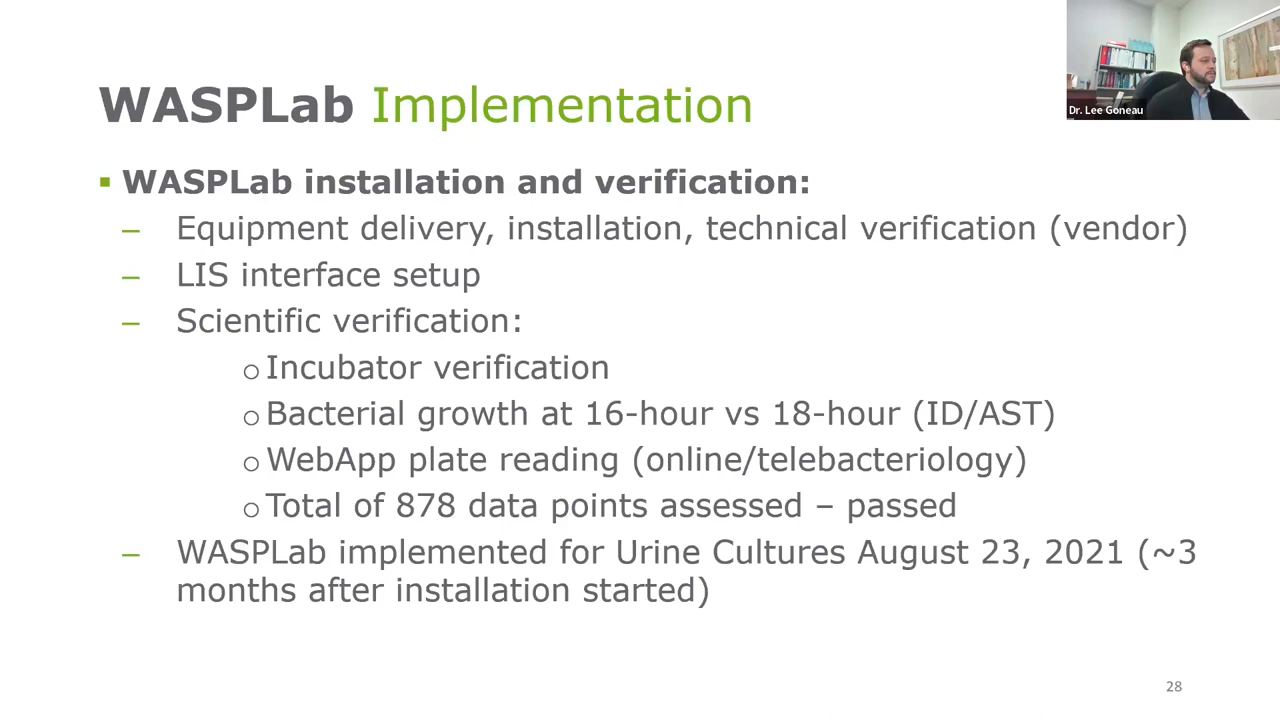 Dr. Lee Goneau
WASPLab Implementation
▪ WASPLab installation and verification:
– Equipment delivery, installation, technical verification (vendor)
– LIS interface setup
– Scientific verification:
o Incubator verification
o Bacterial growth at 16-hour vs 18-hour (ID/AST)
o WebApp plate reading (online/telebacteriology)
o Total of 878 data points assessed – passed
– WASPLab implemented for Urine Cultures August 23, 2021 (~3
months after installation started)
28